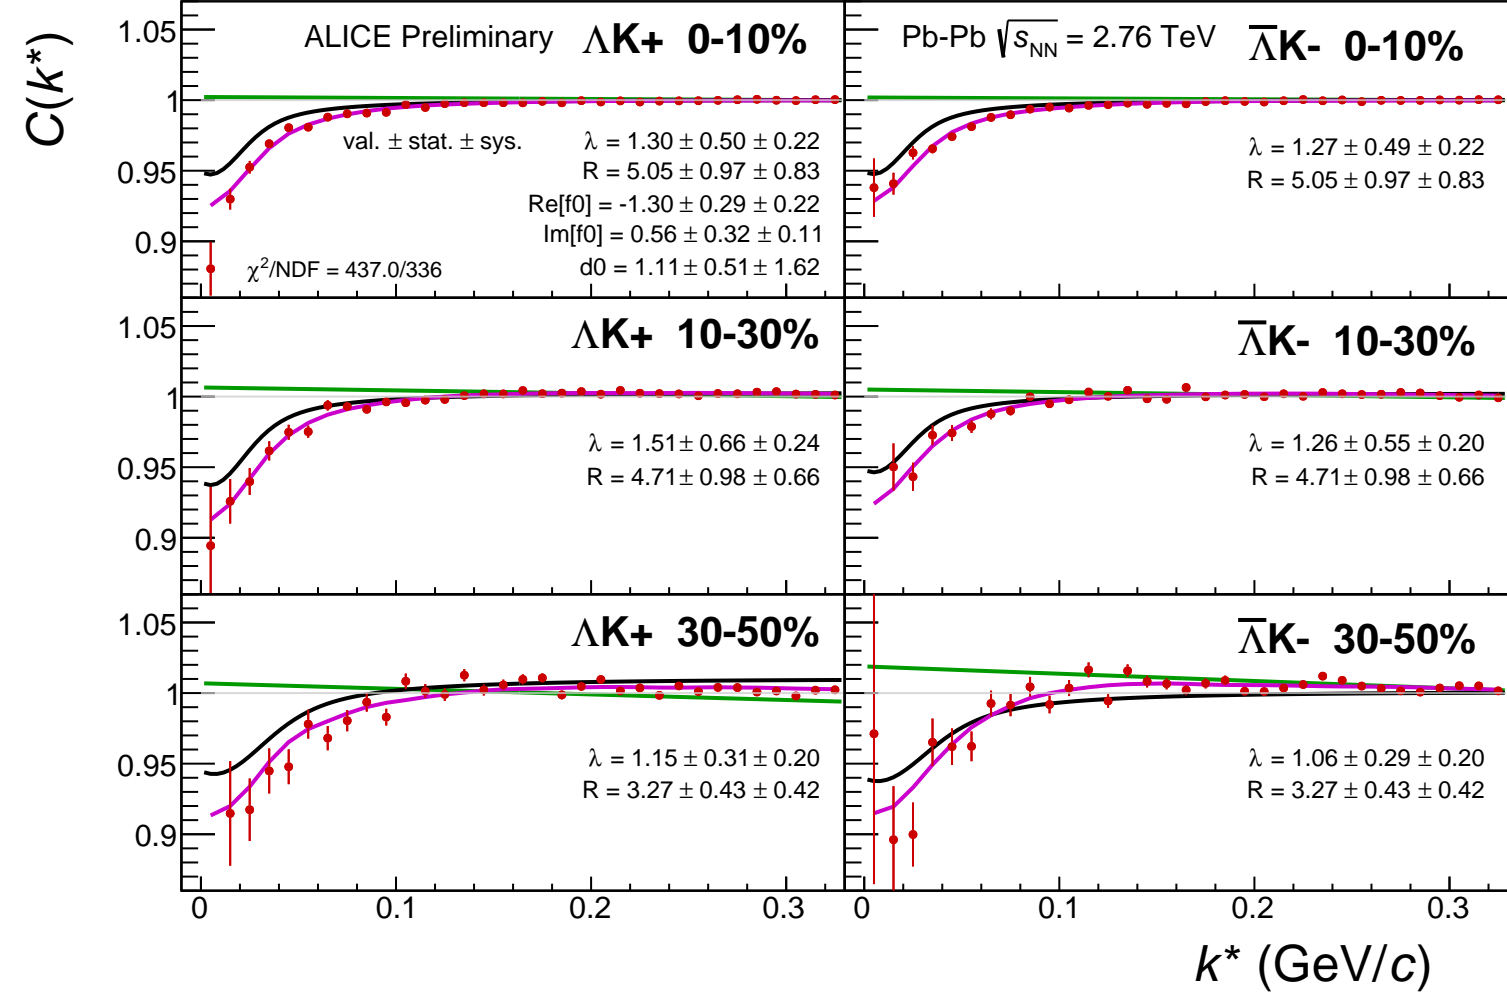 C(k*)
ALICE Preliminary ΛK+ 0-10%
1.05
1
0.95
0.9
val. ± stat. ± sys.
λ = 1.30 ± 0.50 ± 0.22
R = 5.05 ± 0.97 ± 0.83
Re[f0] = -1.30 ± 0.29 ± 0.22
Im[f0] = 0.56 ± 0.32 ± 0.11
d0 = 1.11 ± 0.51 ± 1.62
χ²/NDF = 437.0/336
Pb-Pb √sNN = 2.76 TeV Λ̅K- 0-10%
λ = 1.27 ± 0.49 ± 0.22
R = 5.05 ± 0.97 ± 0.83
ΛK+ 10-30%
1.05
1
0.95
0.9
λ = 1.51 ± 0.66 ± 0.24
R = 4.71 ± 0.98 ± 0.66
Λ̅K- 10-30%
λ = 1.26 ± 0.55 ± 0.20
R = 4.71 ± 0.98 ± 0.66
ΛK+ 30-50%
1.05
1
0.95
0.9
λ = 1.15 ± 0.31 ± 0.20
R = 3.27 ± 0.43 ± 0.42
Λ̅K- 30-50%
λ = 1.06 ± 0.29 ± 0.20
R = 3.27 ± 0.43 ± 0.42
0 0.1 0.2 0.3 0 0.1 0.2 0.3
k* (GeV/c)